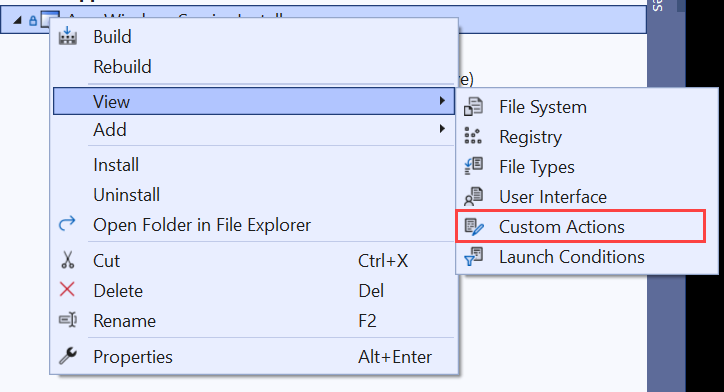 Build
Rebuild
View
Add
Install
Uninstall
Open Folder in File Explorer
Cut Ctrl+X
Delete Del
Rename F2
Properties Alt+Enter
File System
Registry
File Types
User Interface
Custom Actions
Launch Conditions